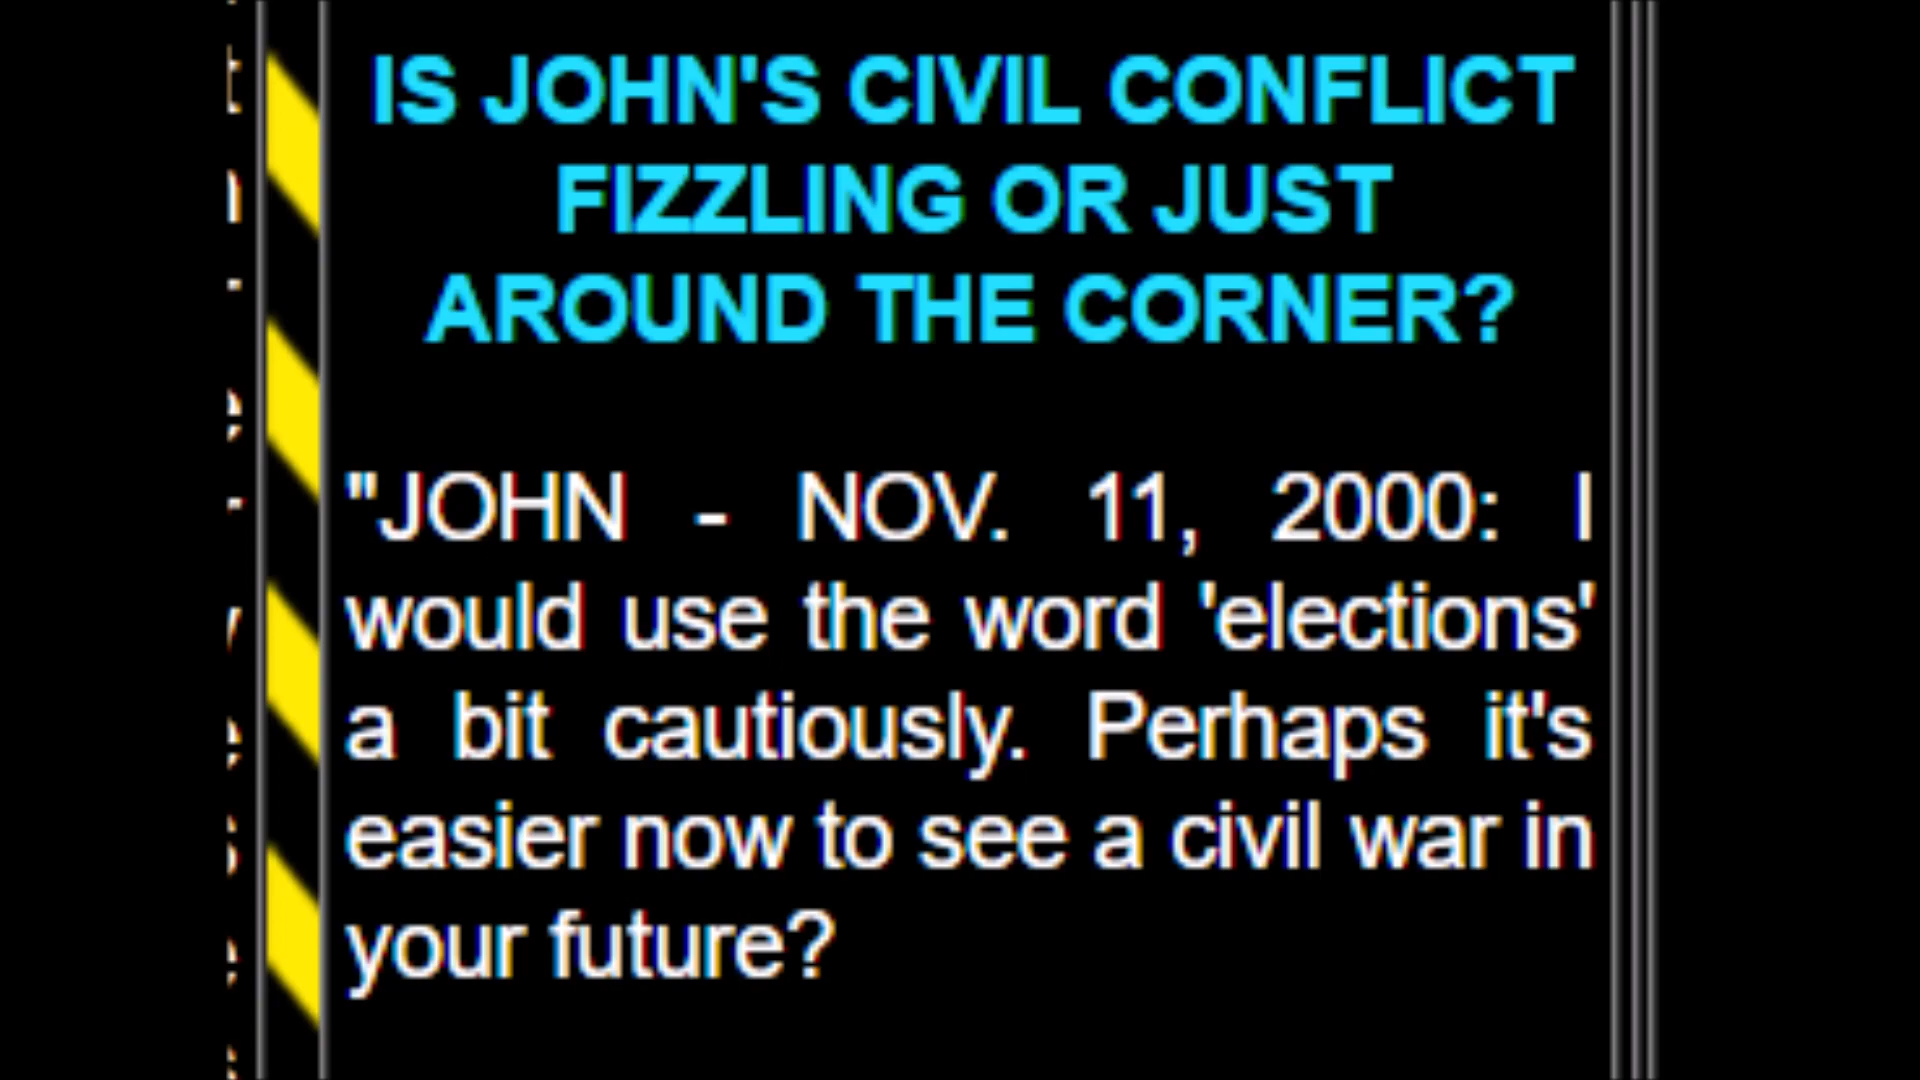 IS JOHN'S CIVIL CONFLICT
FIZZLING OR JUST
AROUND THE CORNER?
"JOHN - NOV. 11, 2000: I
would use the word 'elections'
a bit cautiously. Perhaps it's
easier now to see a civil war in
your future?